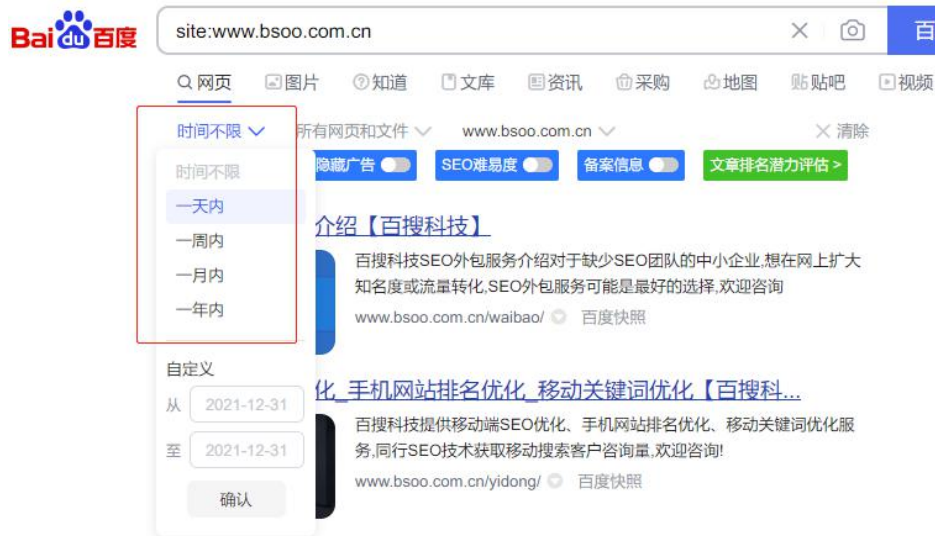 Bai du 百度
site:www.bsoo.com.cn
百
网页 图片 知道 文库 资讯 采购 地图 贴吧 视频
时间不限 所有网页和文件 www.bsoo.com.cn 清除
时间不限
隐藏广告 SEO难易度 备案信息 文章排名潜力评估 >
一天内
一周内
一月内
一年内
自定义
从 2021-12-31
至 2021-12-31
确认
介绍【百搜科技】
百搜科技SEO外包服务介绍对于缺少SEO团队的中小企业,想在网上扩大
知名度或流量转化,SEO外包服务可能是最好的选择,欢迎咨询
www.bsoo.com.cn/waibao/ 百度快照
化_手机网站排名优化_移动关键词优化【百搜科...
百搜科技提供移动端SEO优化、手机网站排名优化、移动关键词优化服
务,同行SEO技术获取移动搜索客户咨询量,欢迎咨询!
www.bsoo.com.cn/yidong/ 百度快照